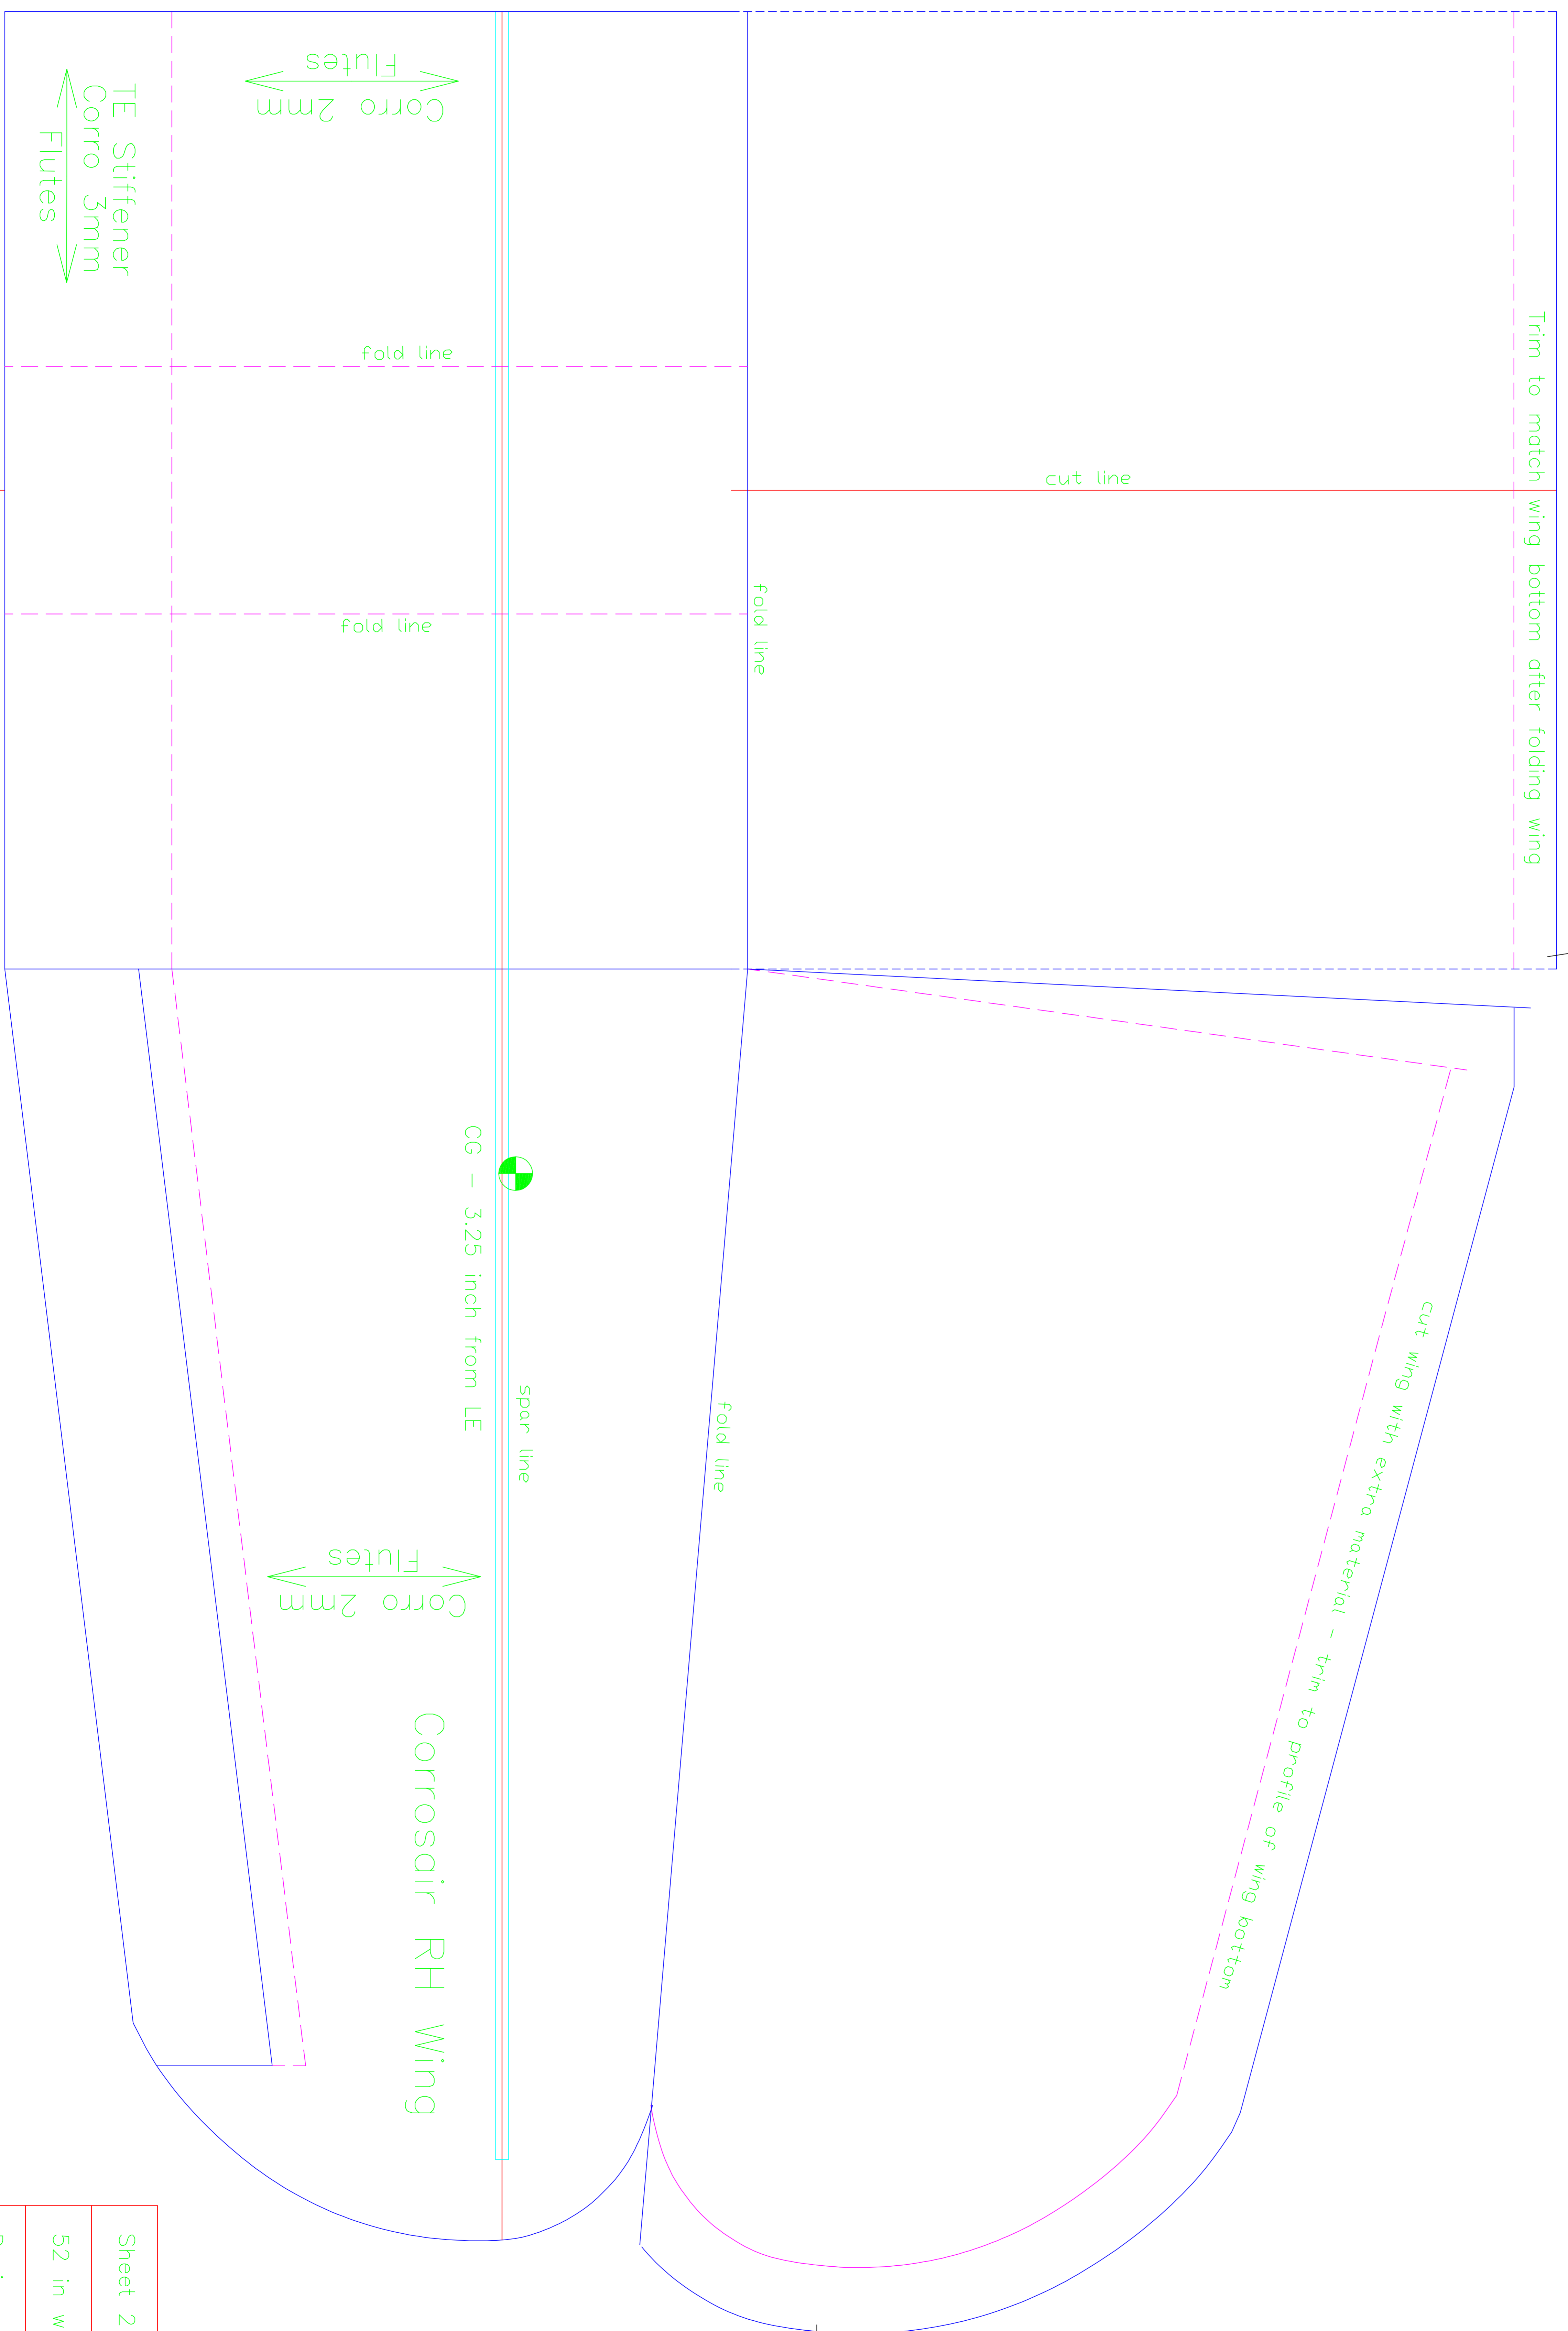 TE Stiffener
Corro 3mm
Flutes
Flutes
Corro 2mm
fold line
fold line
fold line
cut line
Trim to match wing bottom after folding wing
CG - 3.25 inch from LE
spar line
fold line
cut wing with extra material - trim to profile of wing bottom
Flutes
Corro 2mm
Corrosair RH Wing
Sheet 2
52 in w